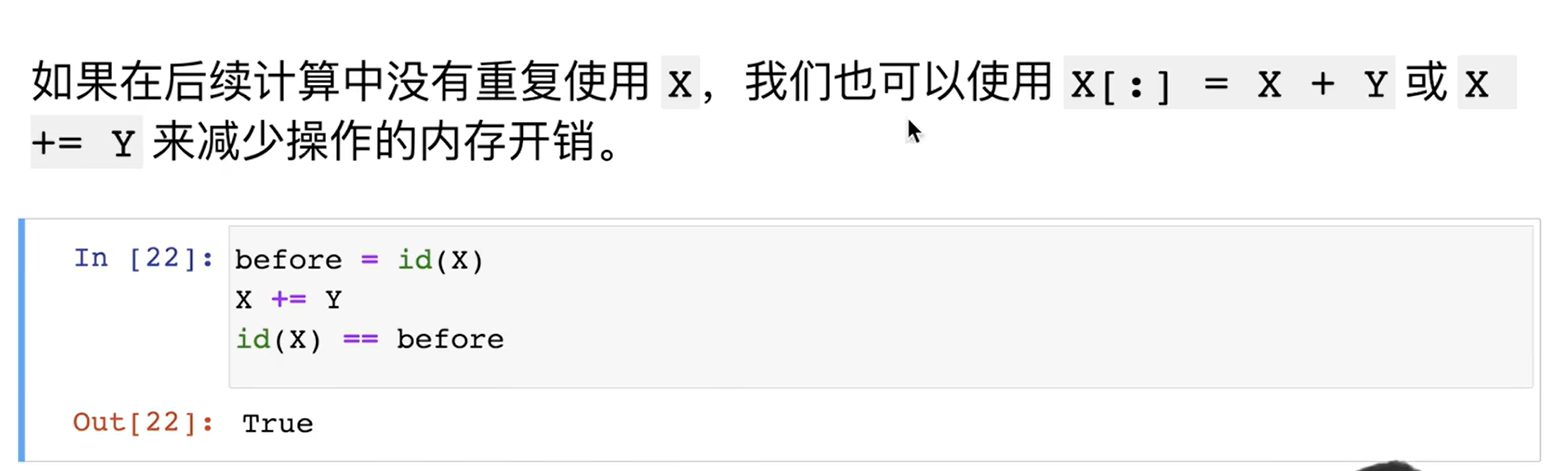 如果在后续计算中没有重复使用 X，我们也可以使用 X[:] = X + Y 或 X
+= Y 来减少操作的内存开销。
In [22]: before = id(X)
X += Y
id(X) == before
Out[22]: True